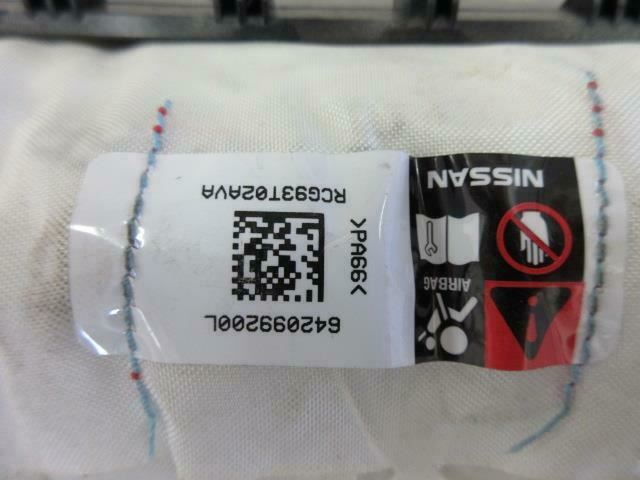 AIRBAG
NISSAN
642099200L
>PA66<
RCG93T02AVA